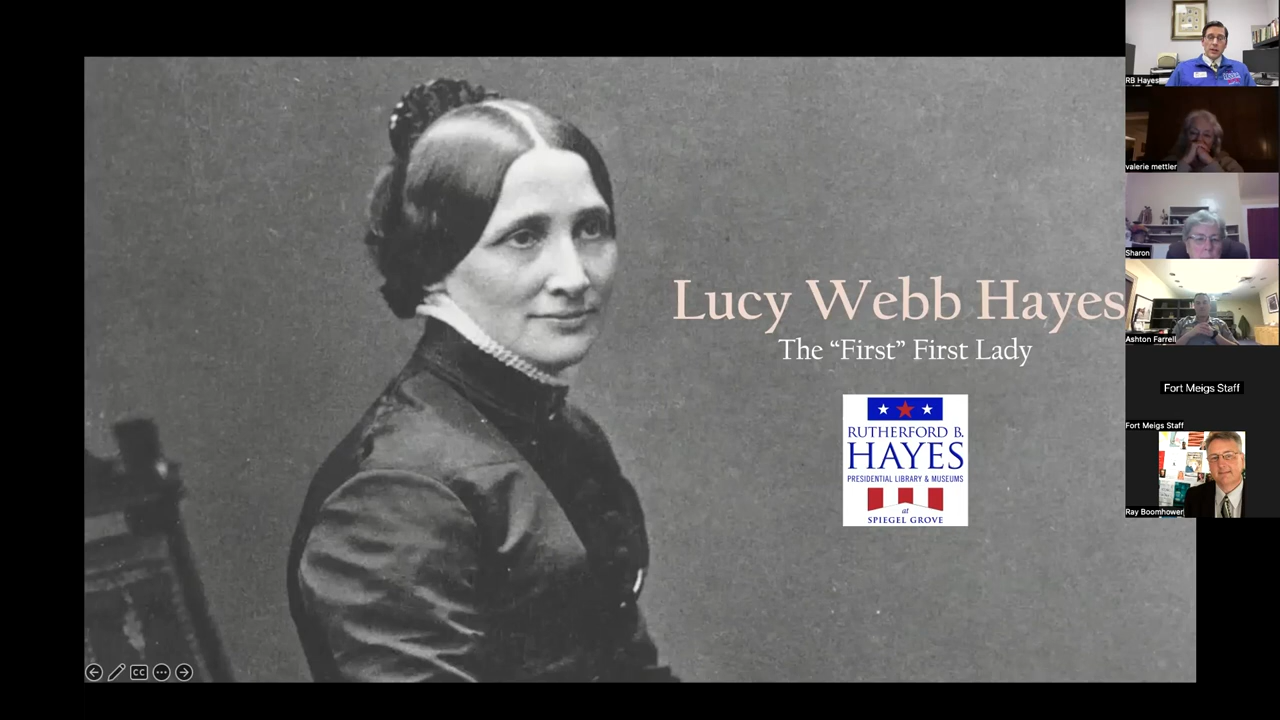 Lucy Webb Hayes
The “First” First Lady
RUTHERFORD B.
HAYES
PRESIDENTIAL LIBRARY & MUSEUMS
at
SPIEGEL GROVE
CC
RB Hayes
valerie mettler
Sharon
Ashton Farrell
Fort Meigs Staff
Fort Meigs Staff
Ray Boomhower